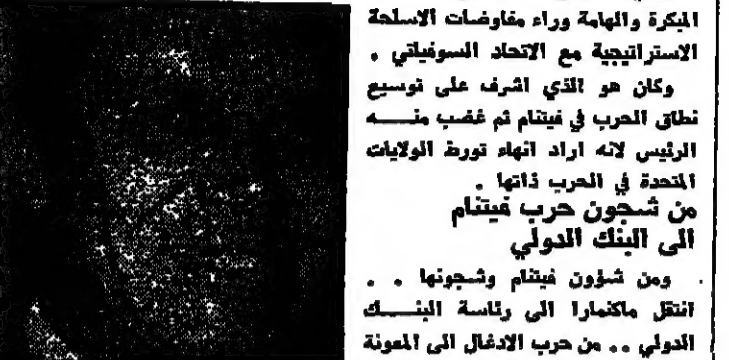 المبكرة والهامة وراء مفاوضات الاسلحة
الاستراتيجية مع الاتحاد السوفياتي .
وكان هو الذي اشرف على توسيع
نطاق الحرب في فيتنام ثم غضب منـــه
الرئيس لانه اراد انهاء تورط الولايات
المتحدة في الحرب ذاتها .
من شجون حرب فيتنام
الى البنك الدولي
ومن شؤون فيتنام وشجونها . .
انتقل ماكنمارا الى رئاسة البنـــك
الدولي .. من حرب الادغال الى المعونة